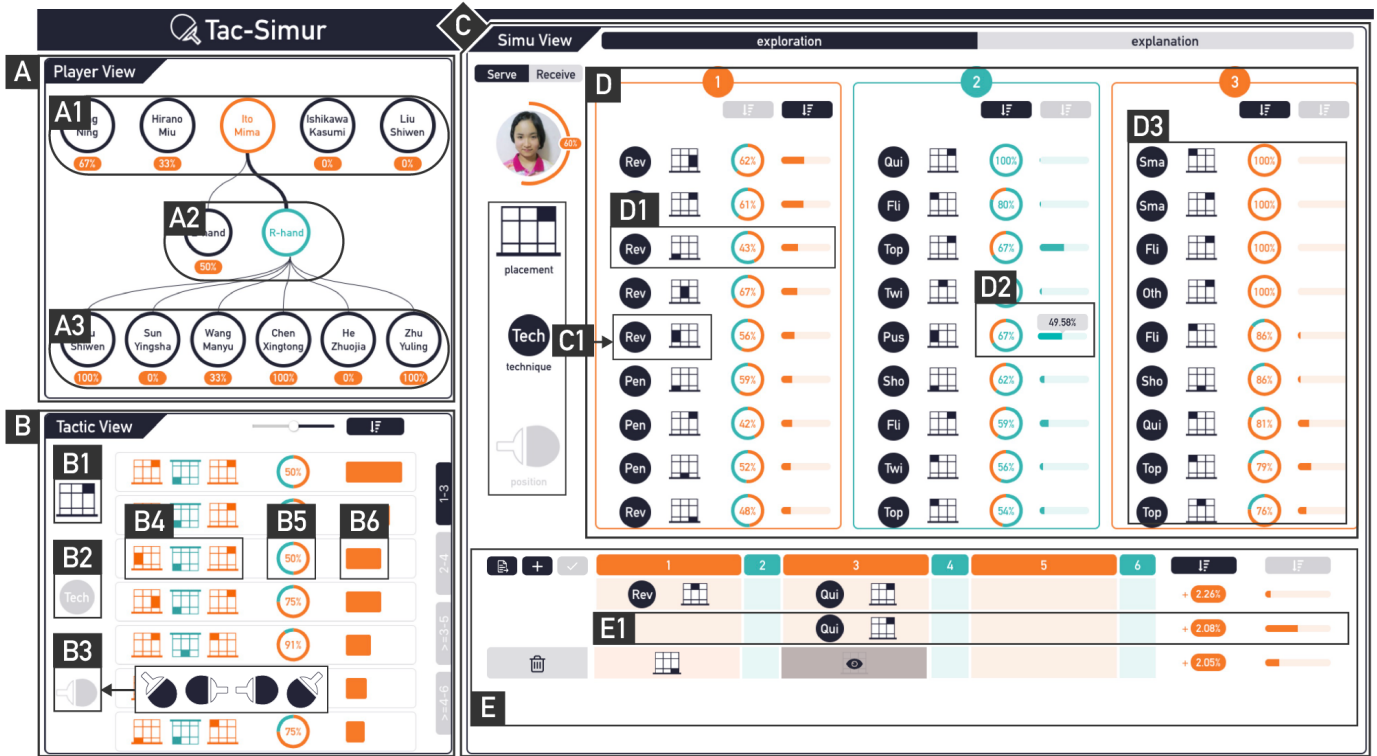 Tac-Simur
C
Simu View
exploration
explanation
A
Player View
A1
Ning
Hirano
Miu
Ito
Mima
Ishikawa
Kasumi
Liu
Shiwen
67%
33%
0%
0%
A2
hand
R-hand
50%
A3
Shiwen
Sun
Yingsha
Wang
Manyu
Chen
Xingtong
He
Zhuojia
Zhu
Yuling
100%
0%
33%
100%
0%
100%
B
Tactic View
B1
B2
Tech
B3
B4
B5
B6
50%
50%
75%
91%
75%
1-3
2-4
>=3-5
>=4-6
Serve
Receive
60%
placement
Tech
technique
position
C1
D
1
D1
Rev
62%
61%
Rev
43%
Rev
67%
Rev
56%
Pen
59%
Pen
42%
Pen
52%
Rev
48%
2
D2
Qui
100%
Fli
80%
Top
67%
Twi
49.58%
Pus
67%
Sho
62%
Fli
59%
Twi
56%
Top
54%
3
D3
Sma
100%
Sma
100%
Fli
100%
Oth
100%
Fli
86%
Sho
86%
Qui
81%
Top
79%
Top
76%
1
2
3
4
5
6
Rev
Qui
+ 2.26%
E1
Qui
+ 2.08%
+ 2.05%
E